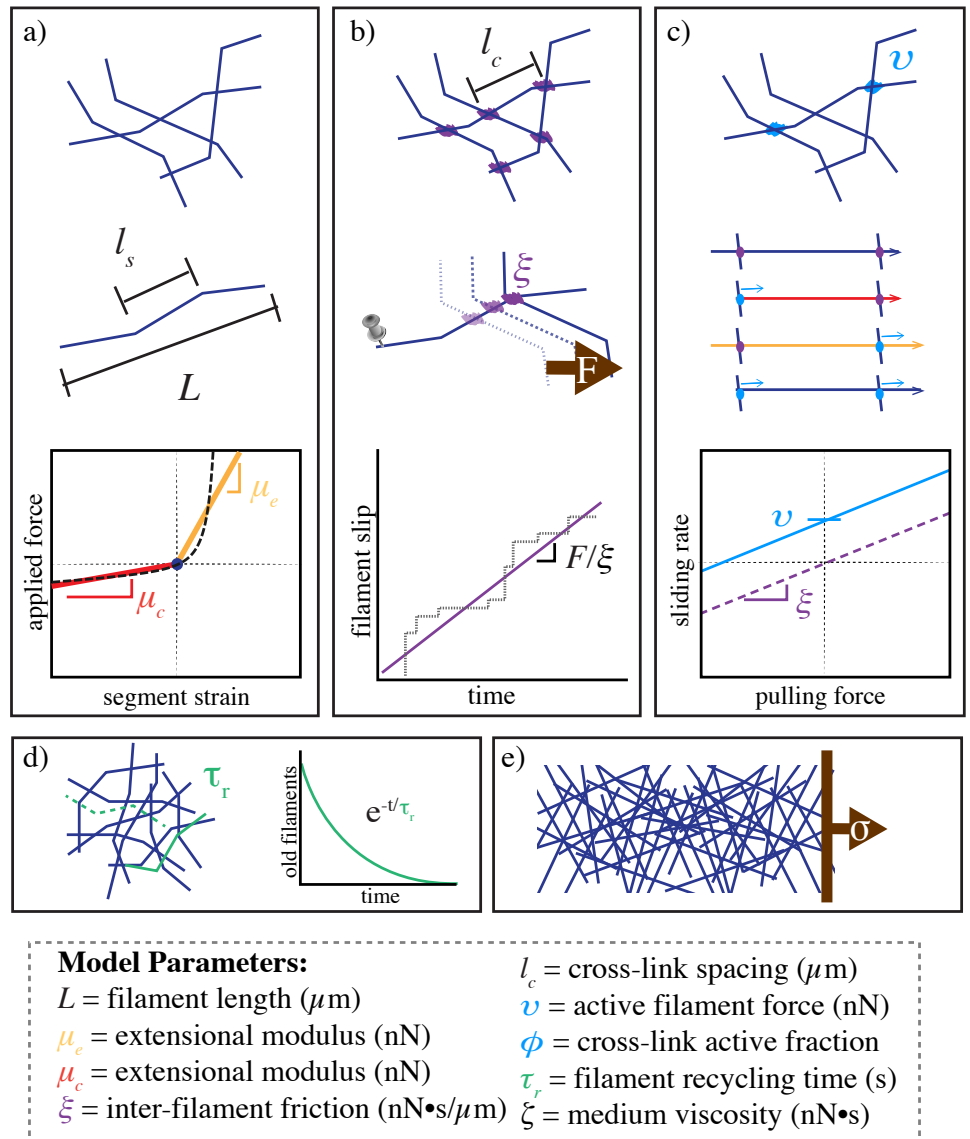 a)
l_s
L
applied force
μ_e
μ_c
segment strain
b)
l_c
ξ
F
filament slip
F/ξ
time
c)
υ
sliding rate
υ
ξ
pulling force
d)
τ_r
old filaments
e^{-t/τ_r}
time
e)
σ
Model Parameters:
L = filament length (μm)
μ_e = extensional modulus (nN)
μ_c = extensional modulus (nN)
ξ = inter-filament friction (nN•s/μm)
l_c = cross-link spacing (μm)
υ = active filament force (nN)
ϕ = cross-link active fraction
τ_r = filament recycling time (s)
ζ = medium viscosity (nN•s)